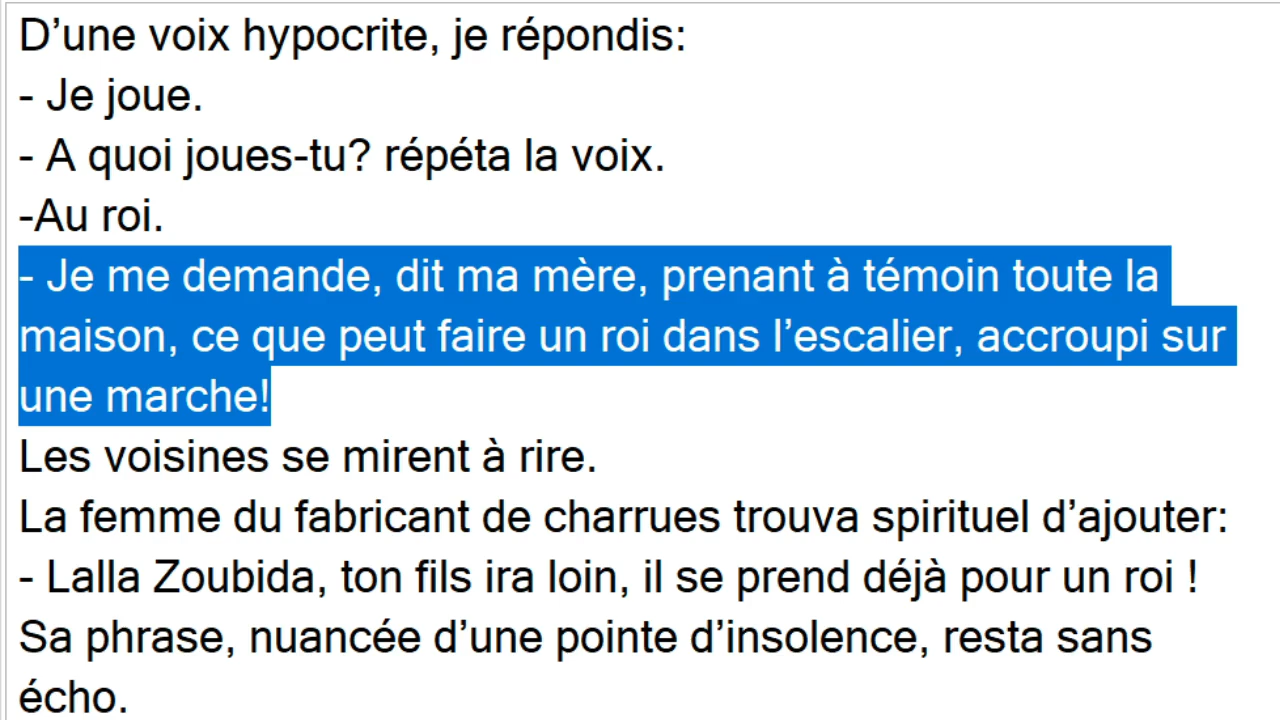 D’une voix hypocrite, je répondis:
- Je joue.
- A quoi joues-tu? répéta la voix.
-Au roi.
- Je me demande, dit ma mère, prenant à témoin toute la
maison, ce que peut faire un roi dans l’escalier, accroupi sur
une marche!
Les voisines se mirent à rire.
La femme du fabricant de charrues trouva spirituel d’ajouter:
- Lalla Zoubida, ton fils ira loin, il se prend déjà pour un roi !
Sa phrase, nuancée d’une pointe d’insolence, resta sans
écho.